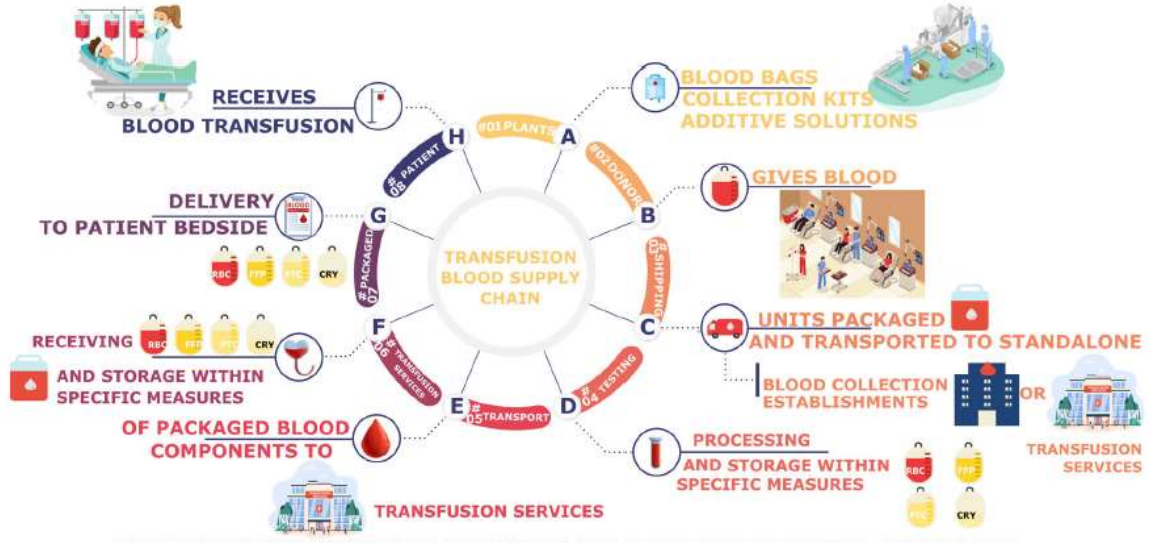 RECEIVES
BLOOD TRANSFUSION
BLOOD BAGS
COLLECTION KITS
ADDITIVE SOLUTIONS
H
#01 PLANTS
A
#08 PATIENT
#02 DONOR
GIVES BLOOD
DELIVERY
TO PATIENT BEDSIDE
BLOOD
G
B
RBC
FFP
PTC
CRY
#07 PACKAGED
TRANSFUSION
BLOOD SUPPLY
CHAIN
#03 SHIPPING
RECEIVING
RBC
FFP
PTC
CRY
AND STORAGE WITHIN
SPECIFIC MEASURES
F
C
UNITS PACKAGED
AND TRANSPORTED TO STANDALONE
BLOOD COLLECTION
ESTABLISHMENTS
OR
TRANSFUSION
SERVICES
#06 TRANSFUSION
SERVICES
#04 TESTING
E
#05 TRANSPORT
D
OF PACKAGED BLOOD
COMPONENTS TO
PROCESSING
AND STORAGE WITHIN
SPECIFIC MEASURES
RBC
FFP
PTC
CRY
TRANSFUSION SERVICES